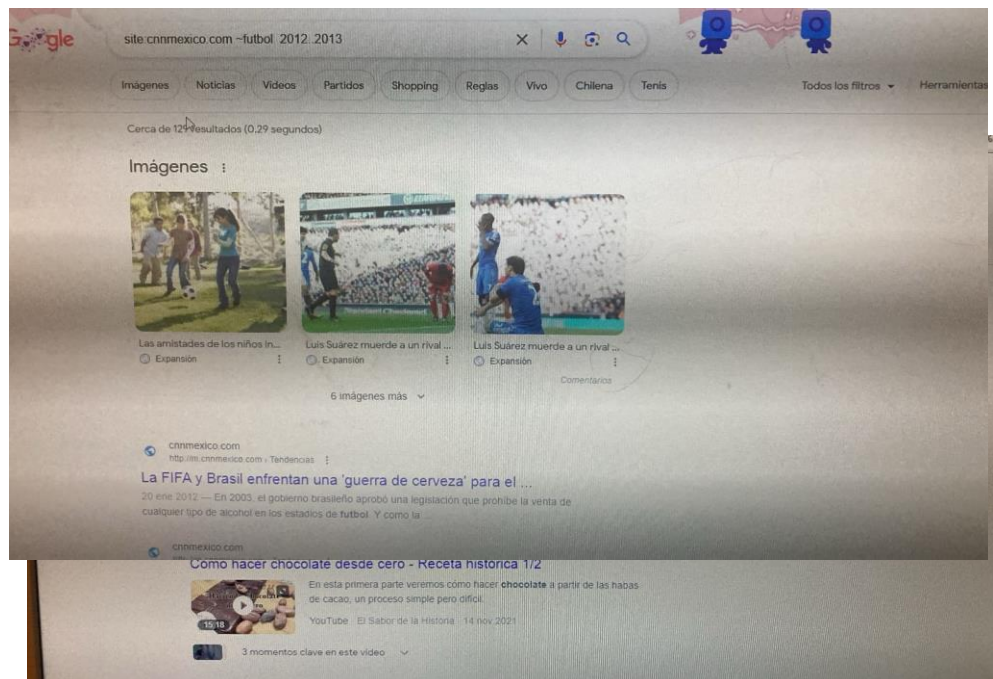 Google
site:cnnmexico.com ~futbol 2012..2013
Imágenes Noticias Videos Partidos Shopping Reglas Vivo Chilena Tenis Todos los filtros Herramientas
Cerca de 129 resultados (0,29 segundos)
Imágenes
Las amistades de los niños in... Luis Suárez muerde a un rival ... Luis Suárez muerde a un rival ...
Expansión Expansión Expansión
Comentarios
6 imágenes más
cnnmexico.com
http://m.cnnmexico.com › Tendencias
La FIFA y Brasil enfrentan una 'guerra de cerveza' para el ...
20 ene 2012 — En 2003, el gobierno brasileño aprobó una legislación que prohíbe la venta de
cualquier tipo de alcohol en los estadios de futbol. Y como la ...
cnnmexico.com
Cómo hacer chocolate desde cero - Receta histórica 1/2
En esta primera parte veremos cómo hacer chocolate a partir de las habas
de cacao, un proceso simple pero difícil.
15:18
YouTube · El Sabor de la Historia · 14 nov 2021
3 momentos clave en este video